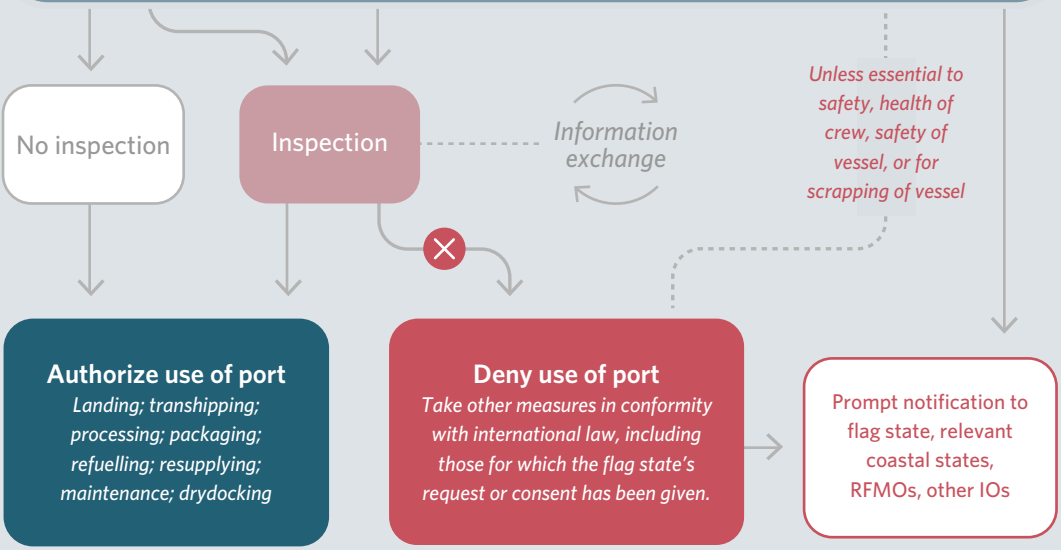 No inspection
Inspection
Information
exchange
Unless essential to
safety, health of
crew, safety of
vessel, or for
scrapping of vessel
Authorize use of port
Landing; transhipping;
processing; packaging;
refuelling; resupplying;
maintenance; drydocking
Deny use of port
Take other measures in conformity
with international law, including
those for which the flag state's
request or consent has been given.
Prompt notification to
flag state, relevant
coastal states,
RFMOs, other IOs